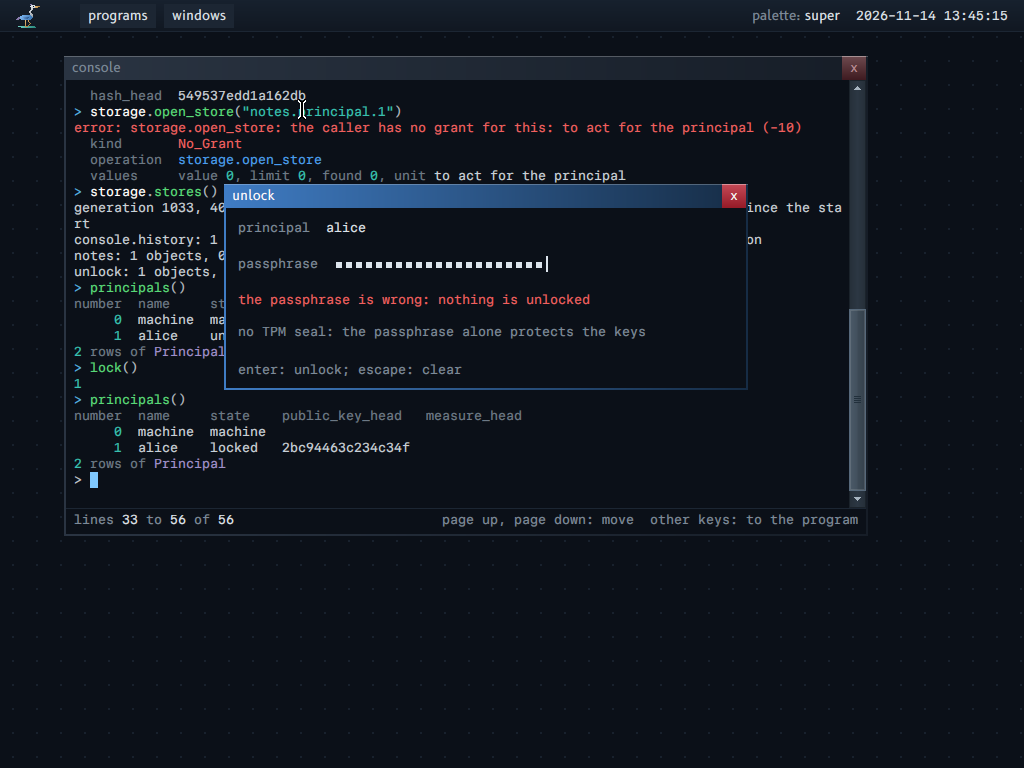 programs windows palette: super 2026-11-14 13:45:15
console x
hash_head 549537edd1a162db
> storage.open_store("notes.principal.1")
error: storage.open_store: the caller has no grant for this: to act for the principal (-10)
kind No_Grant
operation storage.open_store
values value 0, limit 0, found 0, unit to act for the principal
> storage.stores()
generation 1033, 40
ince the sta
rt
console.history: 1
on
notes: 1 objects, 0
unlock: 1 objects,
> principals()
number name st
0 machine ma
1 alice un
2 rows of Principal
> lock()
1
> principals()
number name state public_key_head measure_head
0 machine machine
1 alice locked 2bc94463c234c34f
2 rows of Principal
>
lines 33 to 56 of 56 page up, page down: move other keys: to the program
unlock x
principal alice
passphrase
the passphrase is wrong: nothing is unlocked
no TPM seal: the passphrase alone protects the keys
enter: unlock; escape: clear